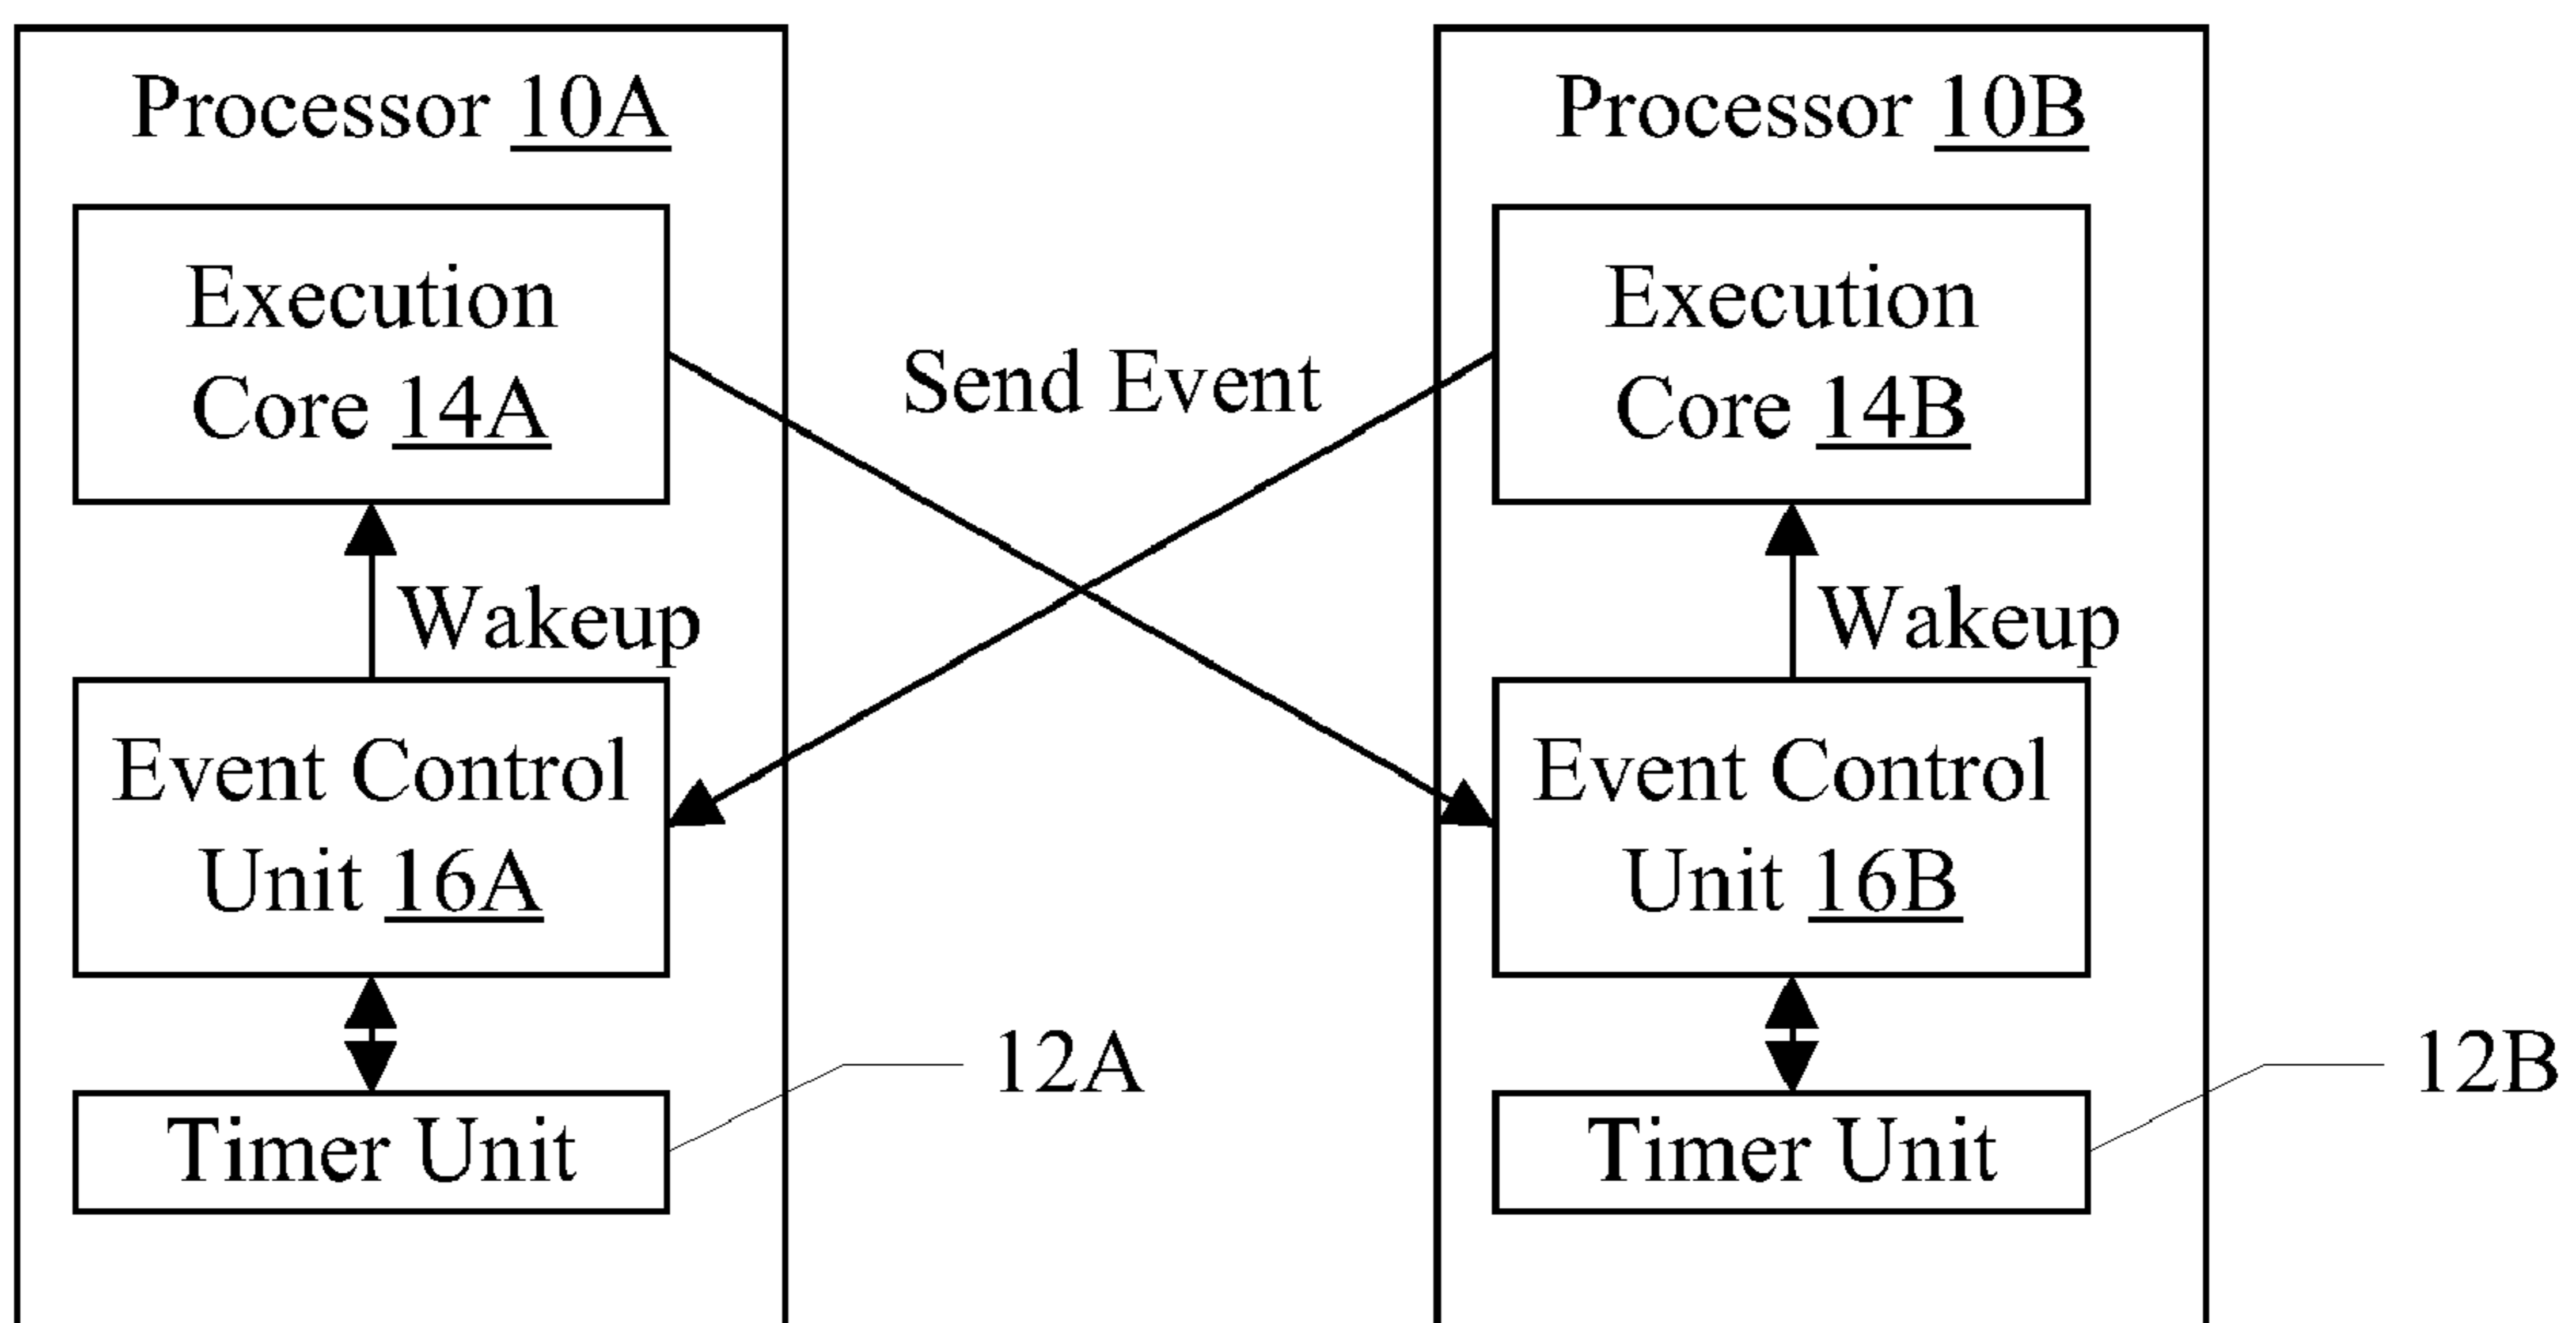 Processor 10A
Execution
Core 14A
Wakeup
Event Control
Unit 16A
Timer Unit
12A
Send Event
Processor 10B
Execution
Core 14B
Wakeup
Event Control
Unit 16B
Timer Unit
12B